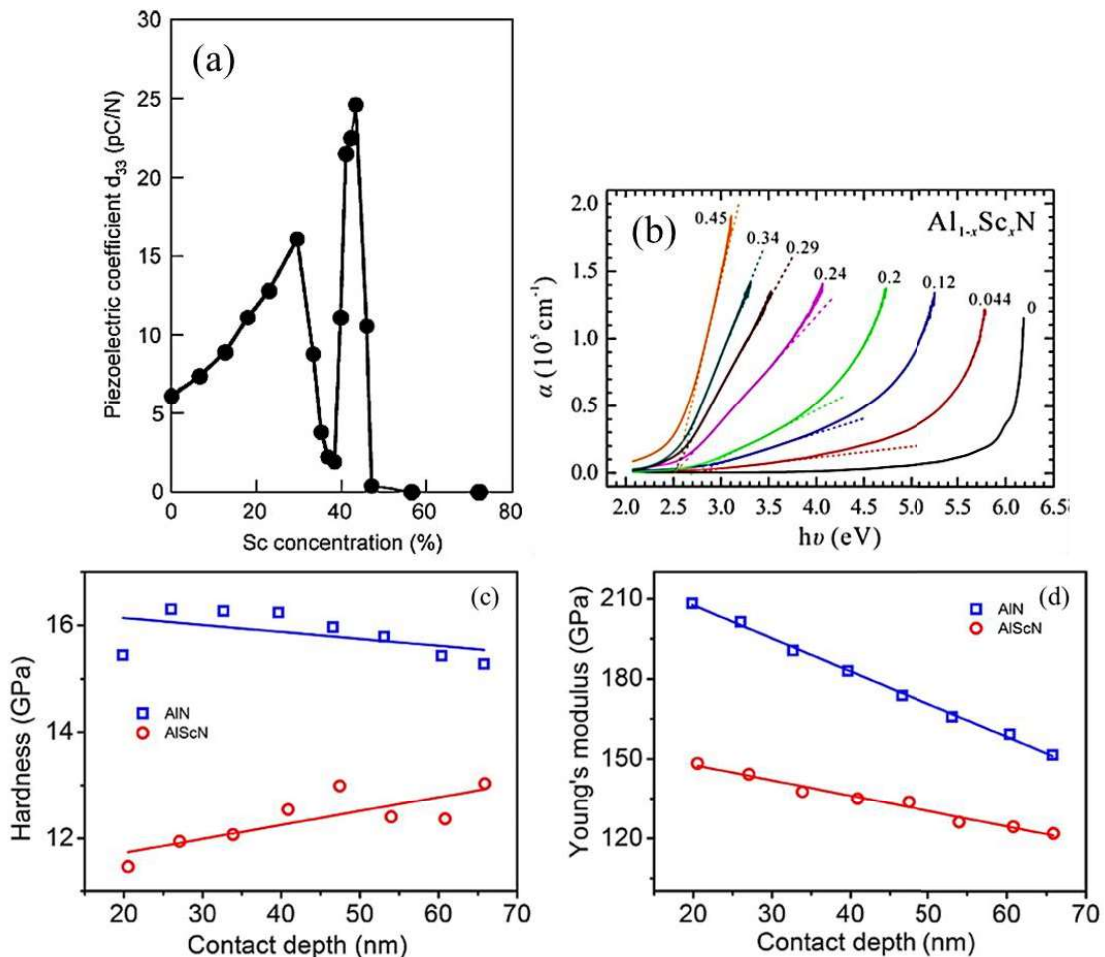 (a)
Piezoelectric coefficient d₃₃ (pC/N)
30
25
20
15
10
5
0
0 20 40 60 80
Sc concentration (%)
(b)
Al₁₋ₓScₓN
α (10⁵ cm⁻¹)
2.0
1.5
1.0
0.5
0.0
0.45
0.34
0.29
0.24
0.2
0.12
0.044
0
2.0 2.5 3.0 3.5 4.0 4.5 5.0 5.5 6.0 6.5
hυ (eV)
(c)
Hardness (GPa)
16
14
12
AlN
AlScN
20 30 40 50 60 70
Contact depth (nm)
(d)
Young's modulus (GPa)
210
180
150
120
AlN
AlScN
20 30 40 50 60 70
Contact depth (nm)